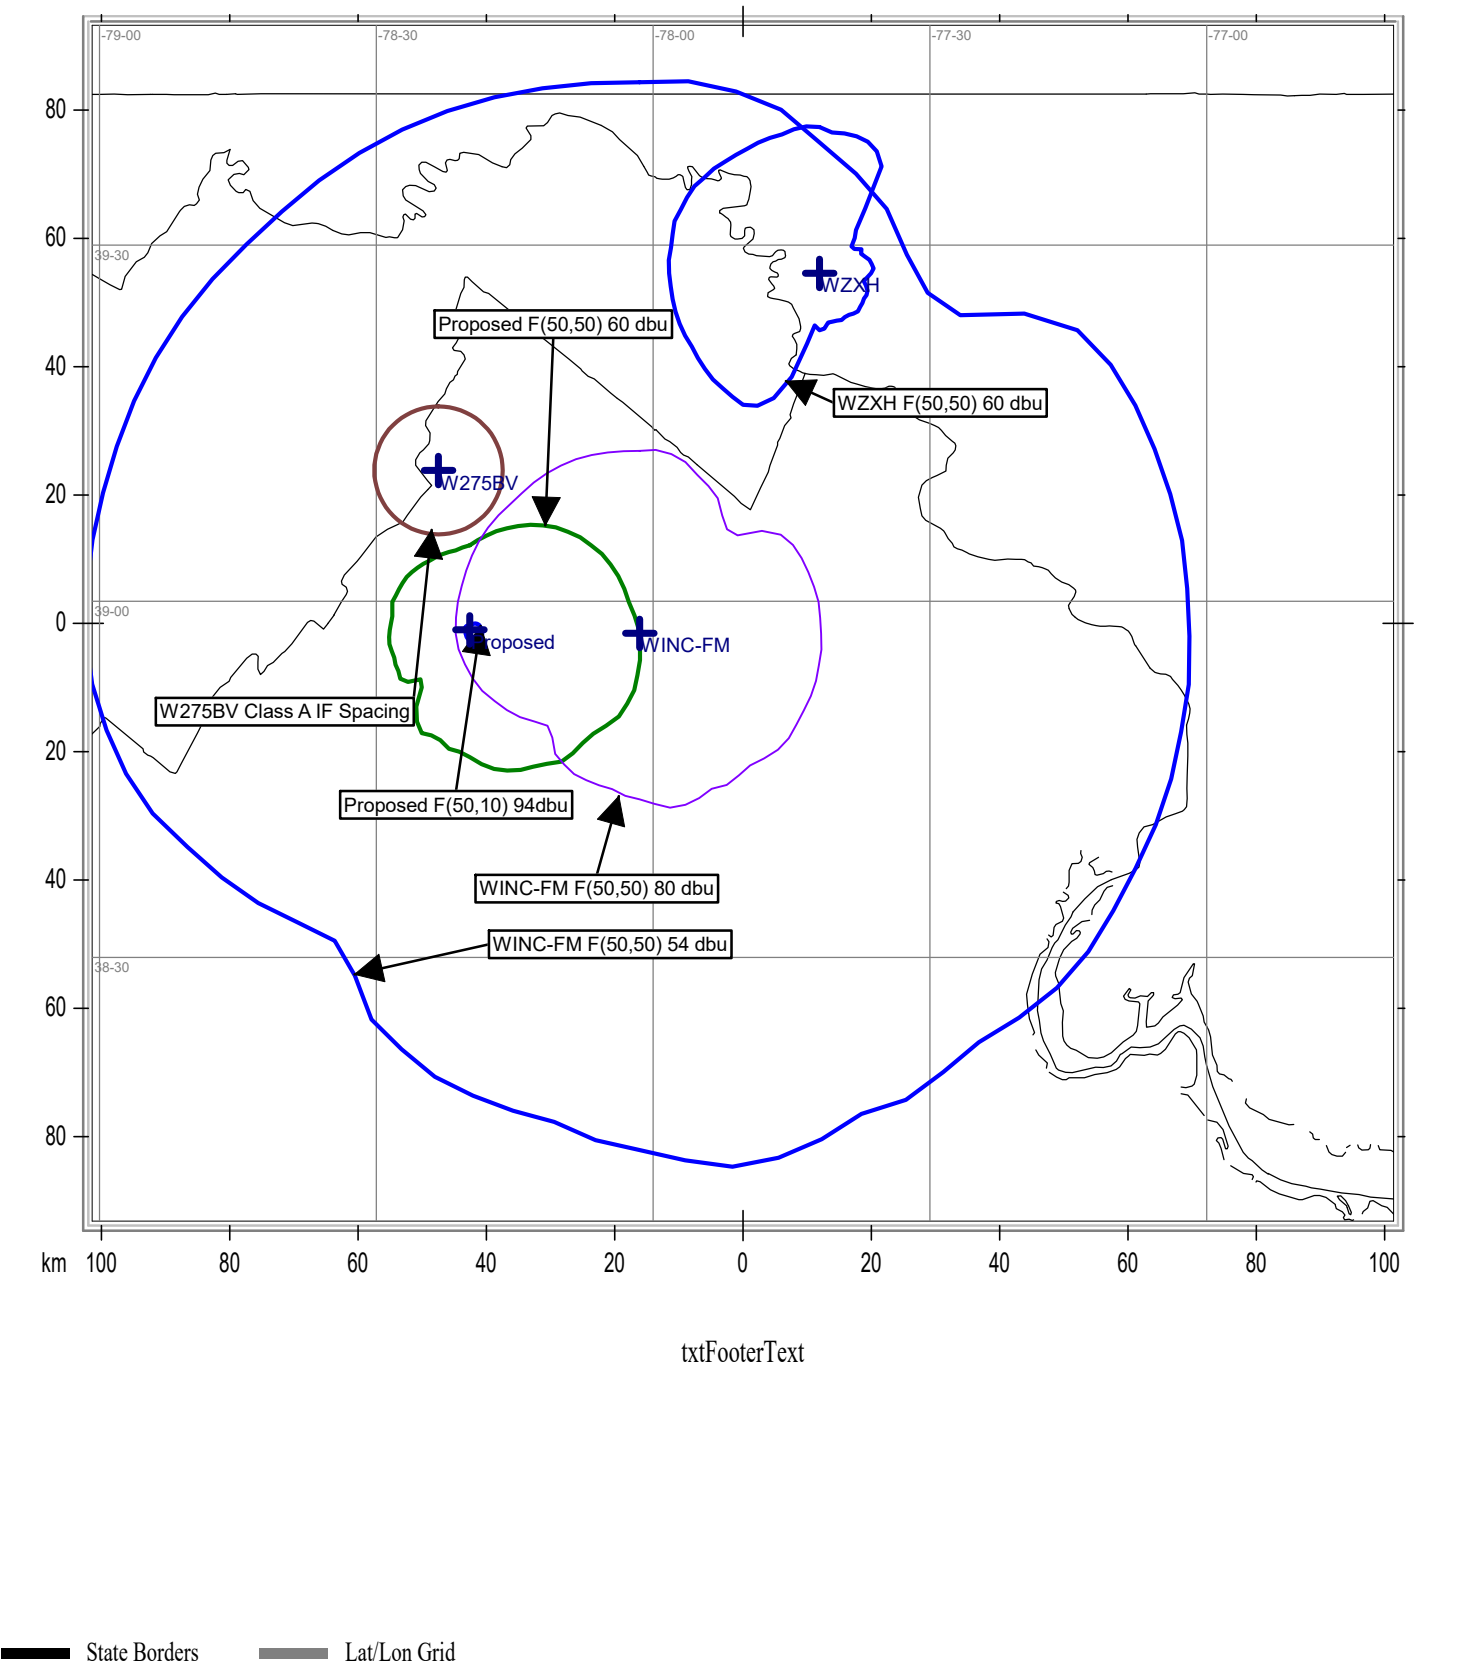 -79-00 -78-30 -78-00 -77-30 -77-00
80
60
39-30
WZXH
Proposed F(50,50) 60 dbu
40
WZXH F(50,50) 60 dbu
W275BV
20
39-00
0
Proposed
WINC-FM
W275BV Class A IF Spacing
20
Proposed F(50,10) 94dbu
40
WINC-FM F(50,50) 80 dbu
WINC-FM F(50,50) 54 dbu
38-30
60
80
km 100 80 60 40 20 0 20 40 60 80 100
txtFooterText
State Borders Lat/Lon Grid